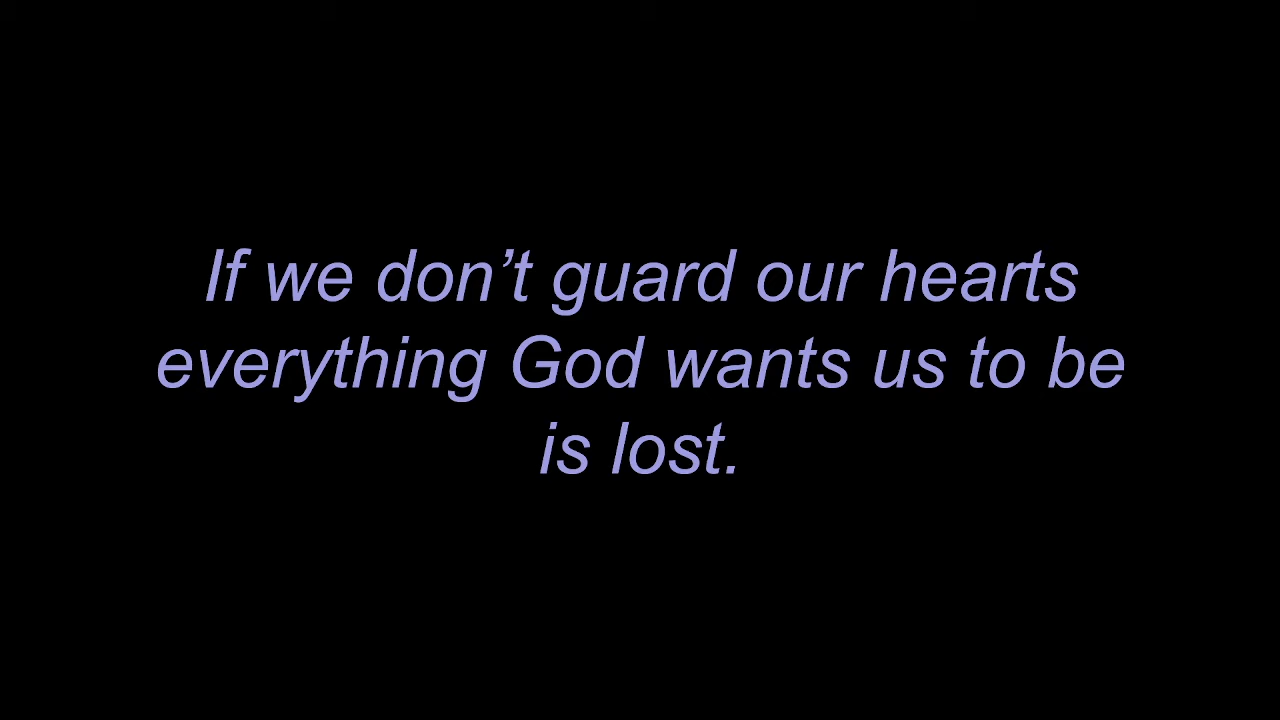 If we don’t guard our hearts
everything God wants us to be
is lost.